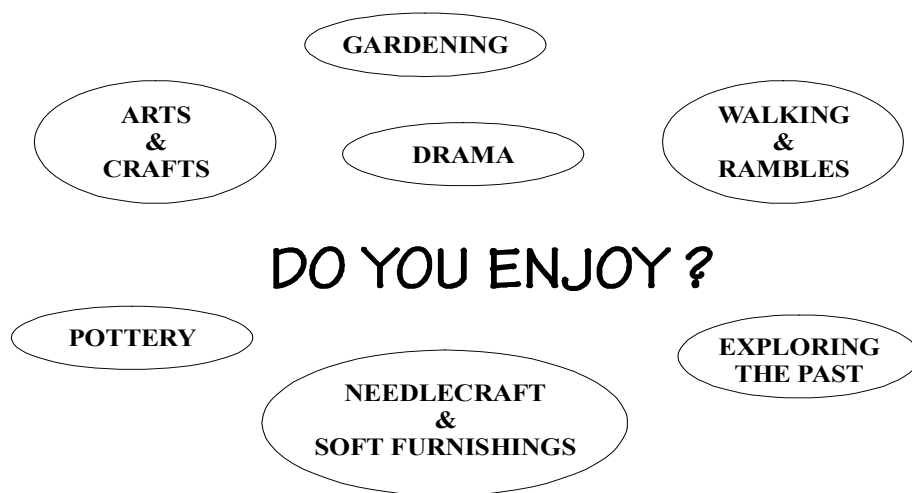 GARDENING
ARTS
&
CRAFTS
DRAMA
WALKING
&
RAMBLES
DO YOU ENJOY ?
POTTERY
EXPLORING
THE PAST
NEEDLECRAFT
&
SOFT FURNISHINGS